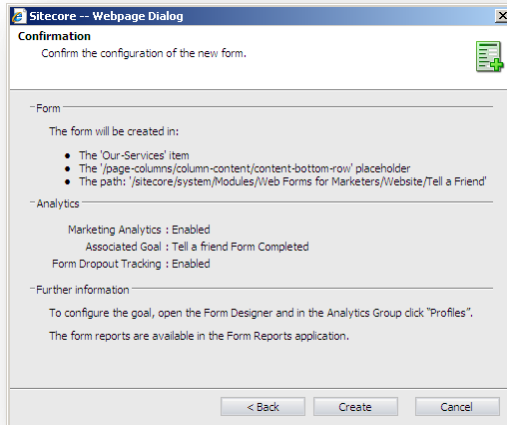 Sitecore -- Webpage Dialog
Confirmation
Confirm the configuration of the new form.
Form
The form will be created in:
• The 'Our-Services' item
• The '/page-columns/column-content/content-bottom-row' placeholder
• The path: '/sitecore/system/Modules/Web Forms for Marketers/Website/Tell a Friend'
Analytics
Marketing Analytics : Enabled
Associated Goal : Tell a friend Form Completed
Form Dropout Tracking : Enabled
Further information
To configure the goal, open the Form Designer and in the Analytics Group click “Profiles”.
The form reports are available in the Form Reports application.
< Back Create Cancel